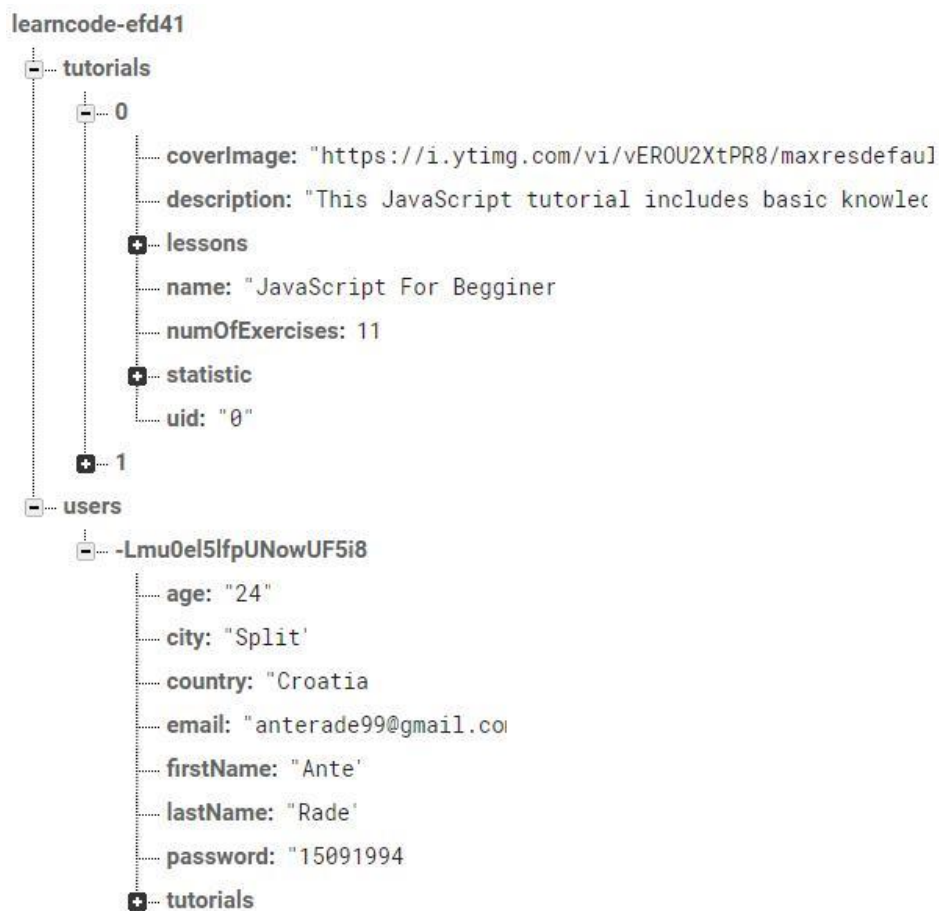 learncode-efd41
tutorials
0
coverImage: "https://i.ytimg.com/vi/vEROU2XtPR8/maxresdefaul
description: "This JavaScript tutorial includes basic knowled
lessons
name: "JavaScript For Begginer
numOfExercises: 11
statistic
uid: "0"
1
users
-Lmu0el5lfpUNowUF5i8
age: "24"
city: "Split'
country: "Croatia
email: "anterade99@gmail.co
firstName: "Ante'
lastName: "Rade'
password: "15091994
tutorials